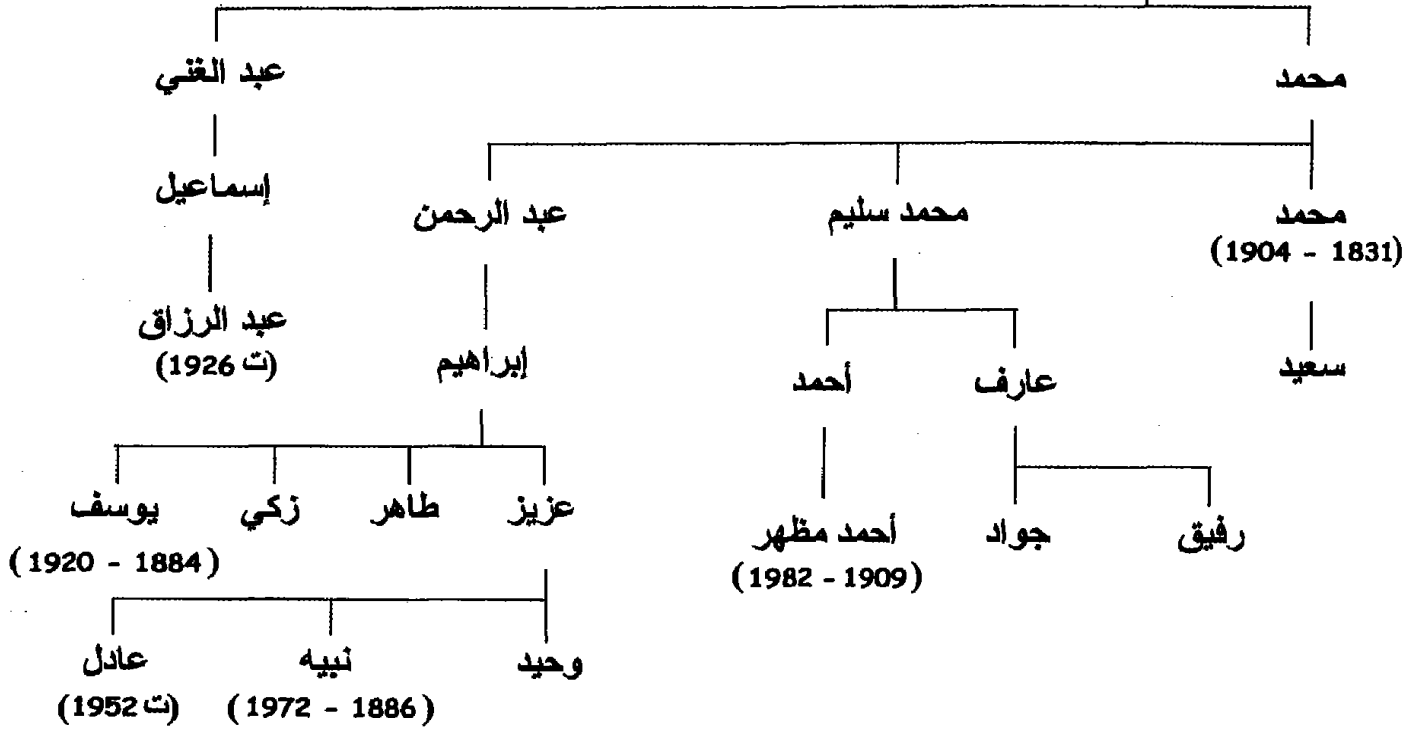 محمد
عبد الغني
إسماعيل
محمد
محمد سليم
عبد الرحمن
(1831 - 1904)
عبد الرزاق
(ت 1926)
سعيد
عارف
أحمد
إبراهيم
عزيز
طاهر
زكي
يوسف
(1884 - 1920)
رفيق
جواد
أحمد مظهر
(1909 - 1982)
وحيد
نبيه
عادل
(1886 - 1972)
(ت 1952)